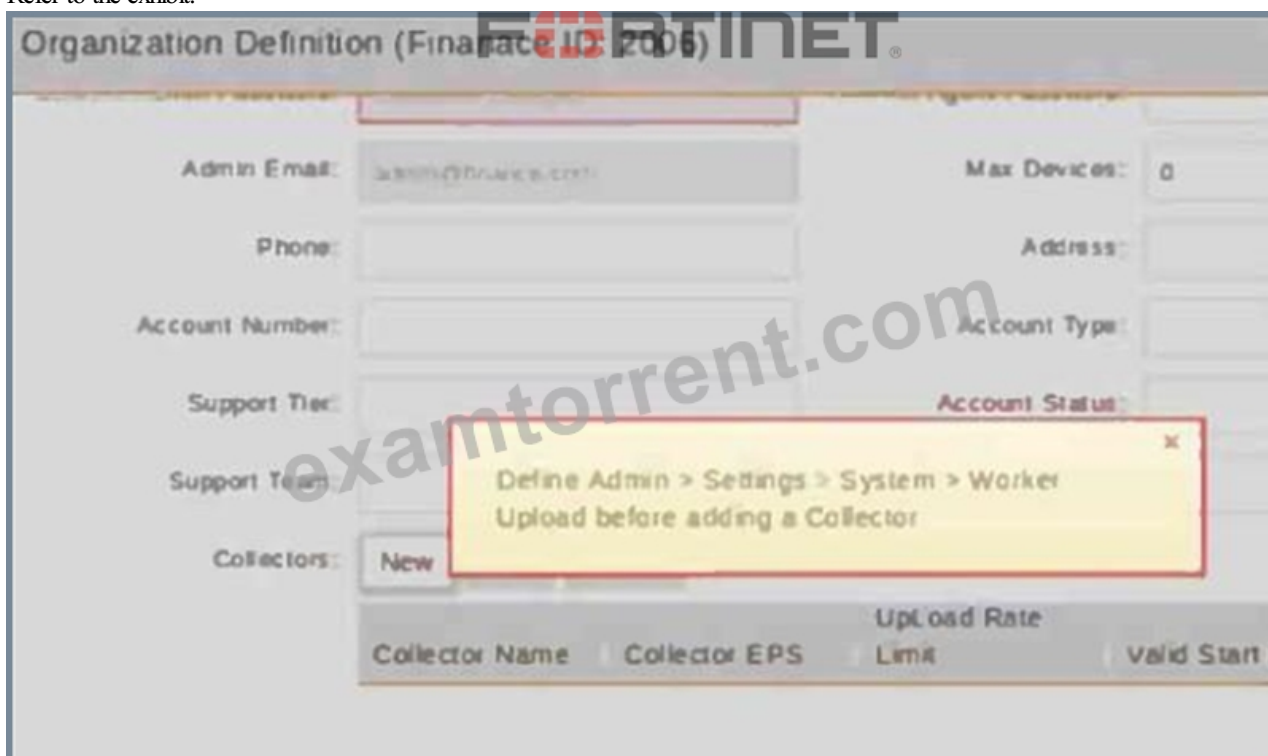 Refer to the exhibit.
FORTINET®
Organization Definition (Finanace ID: 2006)
Admin Email:
Max Devices: 0
Phone:
Address:
Account Number:
Account Type:
Support Tier:
Account Status:
Support Team:
Define Admin > Settings > System > Worker
Upload before adding a Collector
Collectors: New
Collector Name Collector EPS UpLoad Rate Limit Valid Start
examtorrent.com